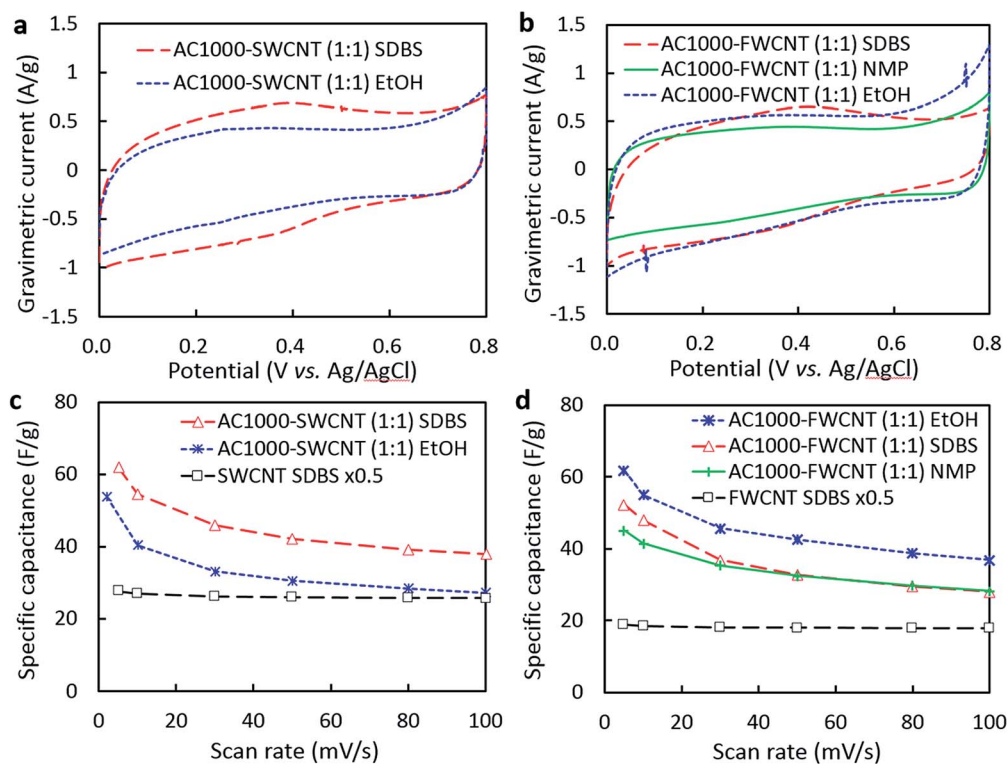 a
1.5
1
0.5
0
-0.5
-1
-1.5
Gravimetric current (A/g)
AC1000-SWCNT (1:1) SDBS
AC1000-SWCNT (1:1) EtOH
0.0 0.2 0.4 0.6 0.8
Potential (V vs. Ag/AgCl)
b
1.5
1
0.5
0
-0.5
-1
-1.5
Gravimetric current (A/g)
AC1000-FWCNT (1:1) SDBS
AC1000-FWCNT (1:1) NMP
AC1000-FWCNT (1:1) EtOH
0.0 0.2 0.4 0.6 0.8
Potential (V vs. Ag/AgCl)
c
80
60
40
20
0
Specific capacitance (F/g)
AC1000-SWCNT (1:1) SDBS
AC1000-SWCNT (1:1) EtOH
SWCNT SDBS x0.5
0 20 40 60 80 100
Scan rate (mV/s)
d
80
60
40
20
0
Specific capacitance (F/g)
AC1000-FWCNT (1:1) EtOH
AC1000-FWCNT (1:1) SDBS
AC1000-FWCNT (1:1) NMP
FWCNT SDBS x0.5
0 20 40 60 80 100
Scan rate (mV/s)